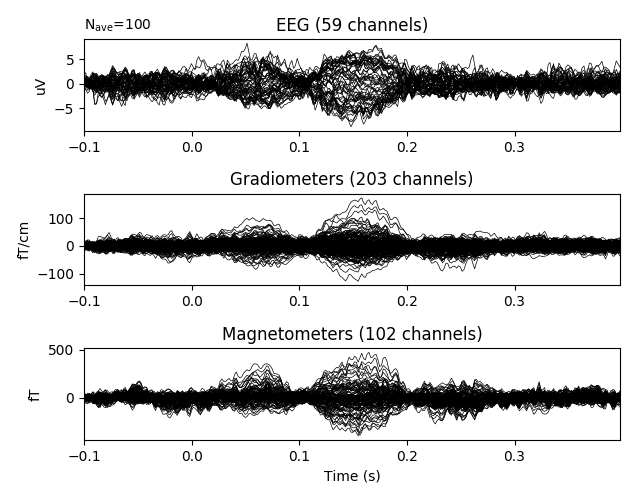 N_ave=100
EEG (59 channels)
uV
5
0
−5
−0.1 0.0 0.1 0.2 0.3
Gradiometers (203 channels)
fT/cm
100
0
−100
−0.1 0.0 0.1 0.2 0.3
Magnetometers (102 channels)
fT
500
0
−0.1 0.0 0.1 0.2 0.3
Time (s)